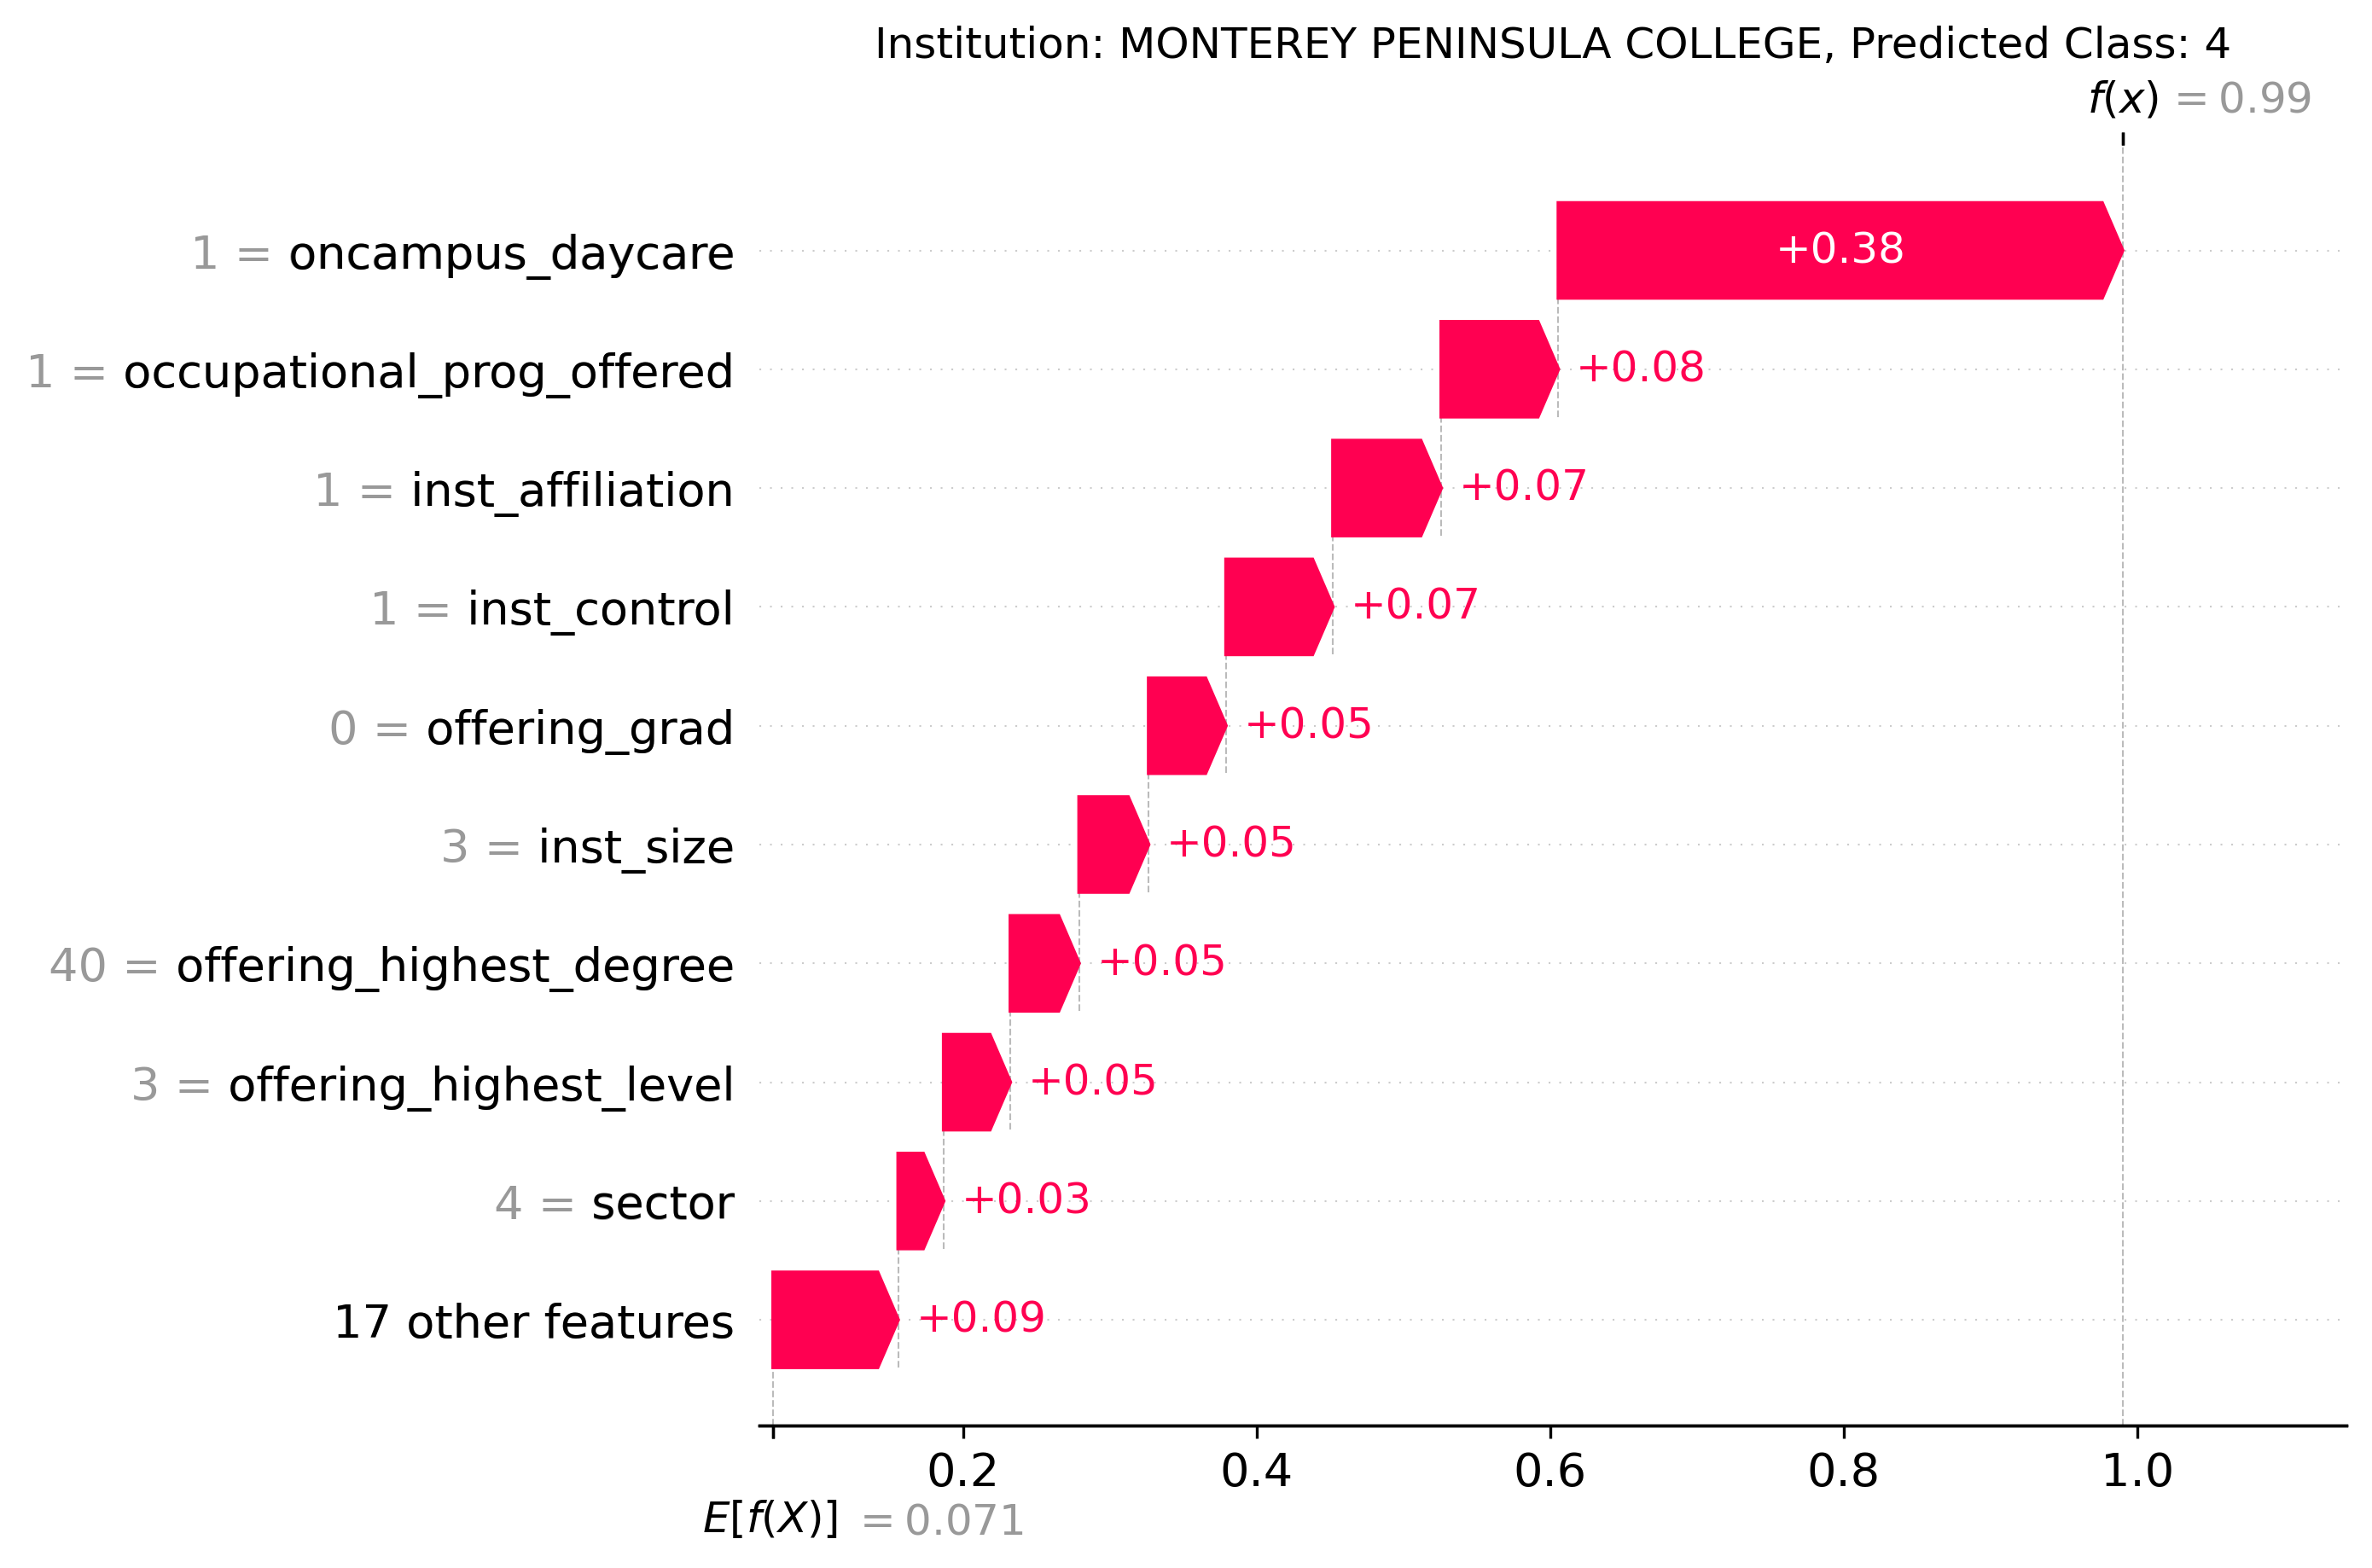 Institution: MONTEREY PENINSULA COLLEGE, Predicted Class: 4
f(x) = 0.99
1 = oncampus_daycare +0.38
1 = occupational_prog_offered +0.08
1 = inst_affiliation +0.07
1 = inst_control +0.07
0 = offering_grad +0.05
3 = inst_size +0.05
40 = offering_highest_degree +0.05
3 = offering_highest_level +0.05
4 = sector +0.03
17 other features +0.09
0.2 0.4 0.6 0.8 1.0
E[f(X)] = 0.071